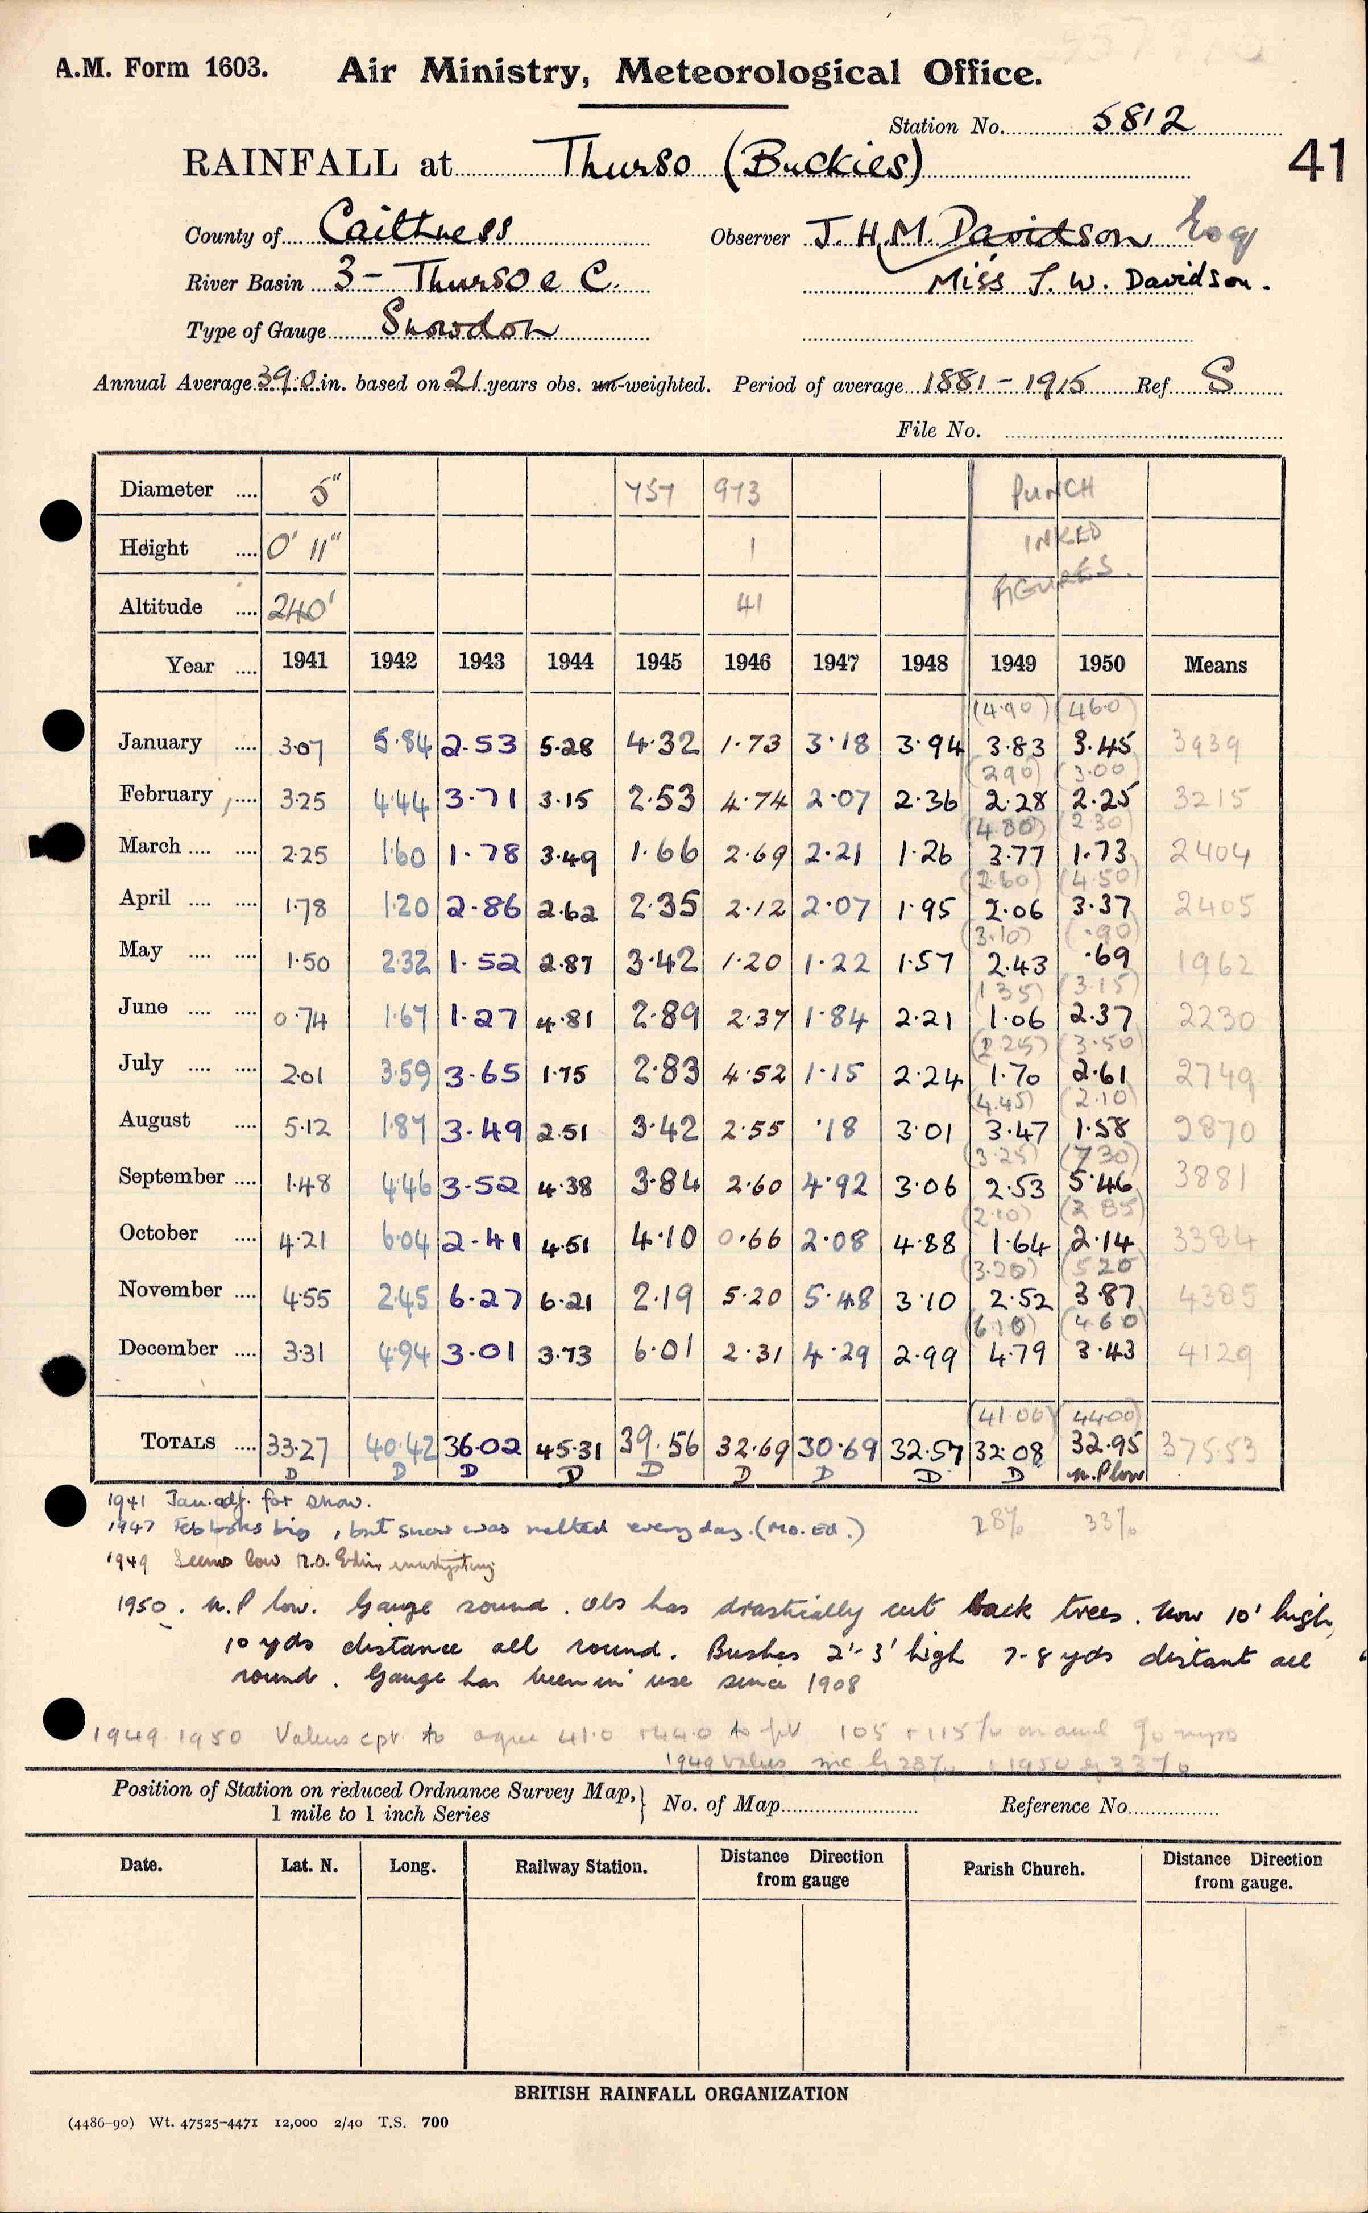 A.M. Form 1603. Air Ministry, Meteorological Office.
Station No. 5812
41
RAINFALL at Thurso (Buckies)
County of Caithness Observer J. H. M. Davidson Esq
River Basin 3 - Thurso e C. Miss J. W. Davidson.
Type of Gauge Snowdon
Annual Average 39.0 in. based on 21 years obs. un-weighted. Period of average 1881 - 1915 Ref S
File No.
Diameter .... 5" 757 973 PUNCH
Height .... 0' 11" 1 INKED
Altitude .... 240' 41 FIGURES.
Year .... 1941 1942 1943 1944 1945 1946 1947 1948 1949 1950 Means
(4.90) (4.60)
January .... 3.07 5.84 2.53 5.28 4.32 1.73 3.18 3.94 3.83 3.45 3939
(2.90) (3.00)
February .... 3.25 4.44 3.71 3.15 2.53 4.74 2.07 2.36 2.28 2.25 3215
(4.80) (2.30)
March .... .... 2.25 1.60 1.78 3.49 1.66 2.69 2.21 1.26 3.77 1.73 2404
(2.60) (4.50)
April .... .... 1.78 1.20 2.86 2.62 2.35 2.12 2.07 1.95 2.06 3.37 2405
(3.10) (.90)
May .... .... 1.50 2.32 1.52 2.87 3.42 1.20 1.22 1.57 2.43 .69 1962
(1.35) (3.15)
June .... .... 0.74 1.67 1.27 4.81 2.89 2.37 1.84 2.21 1.06 2.37 2230
(2.25) (3.50)
July .... .... 2.01 3.59 3.65 1.75 2.83 4.52 1.15 2.24 1.70 2.61 2749
(4.45) (2.10)
August .... 5.12 1.87 3.49 2.51 3.42 2.55 .18 3.01 3.47 1.58 2870
(3.25) (7.30)
September .... 1.48 4.46 3.52 4.38 3.84 2.60 4.92 3.06 2.53 5.46 3881
(2.10) (2.85)
October .... 4.21 6.04 2.41 4.51 4.10 0.66 2.08 4.88 1.64 2.14 3384
(3.20) (5.20)
November .... 4.55 2.45 6.27 6.21 2.19 5.20 5.48 3.10 2.52 3.87 4385
(6.10) (4.60)
December .... 3.31 4.94 3.01 3.73 6.01 2.31 4.29 2.99 4.79 3.43 4129
(41.00) (44.00)
TOTALS .... 33.27 40.42 36.02 45.31 39.56 32.69 30.69 32.57 32.08 32.95 37553
D D D D D D D D D n.P low
1941 Jan. adj. for snow. 28% 33%
1947 Feb looks big, but snow was melted every day. (Mo. Ed.)
1949 Seems low M.O. Edin investigating
1950. n.P low. Gauge sound. Obs has drastically cut back trees. Now 10' high,
10 yds distance all round. Bushes 2'-3' high 7-8 yds distant all
round. Gauge has been in use since 1908
1949 1950 Values to agree 41.0 + 44.0 to 105 + 115%
1949 values inc by 28% 1950 by 33%
Position of Station on reduced Ordnance Survey Map, 1 mile to 1 inch Series } No. of Map Reference No.
Date. Lat. N. Long. Railway Station. Distance Direction from gauge Parish Church. Distance Direction from gauge.
BRITISH RAINFALL ORGANIZATION
(4486-90) Wt. 47525-4471 12,000 2/40 T.S. 700